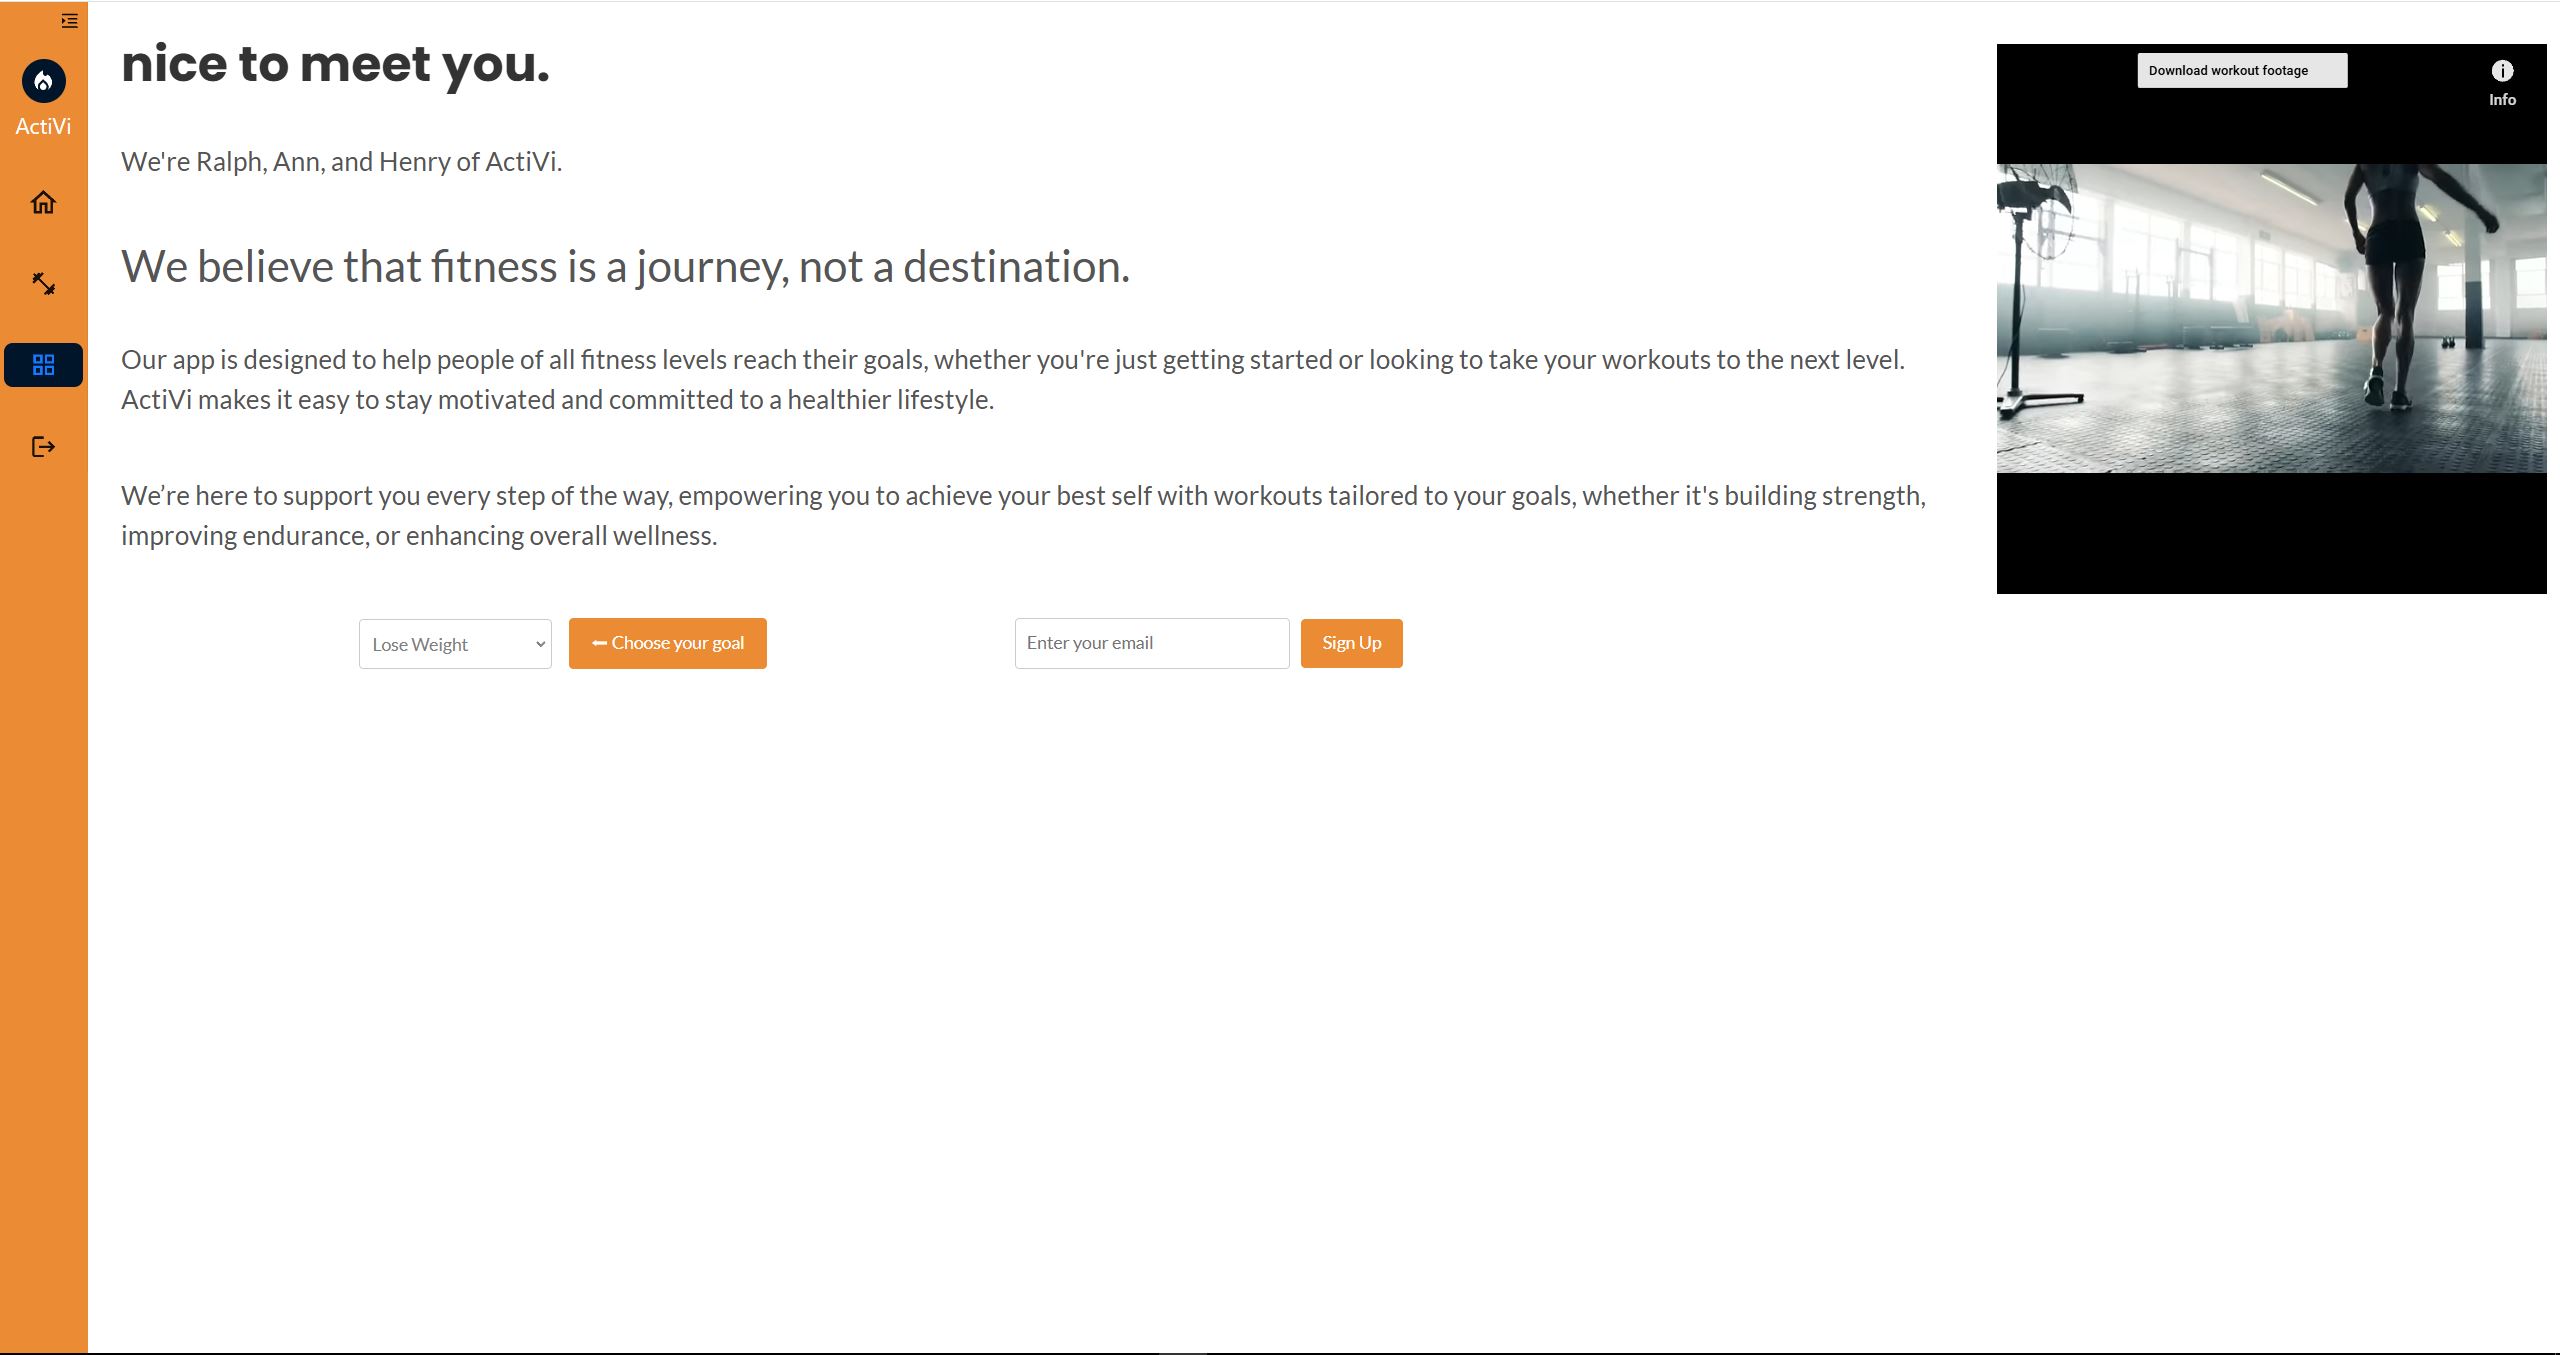 ActiVi
nice to meet you.
We're Ralph, Ann, and Henry of ActiVi.
We believe that fitness is a journey, not a destination.
Our app is designed to help people of all fitness levels reach their goals, whether you're just getting started or looking to take your workouts to the next level.
ActiVi makes it easy to stay motivated and committed to a healthier lifestyle.
We’re here to support you every step of the way, empowering you to achieve your best self with workouts tailored to your goals, whether it's building strength,
improving endurance, or enhancing overall wellness.
Lose Weight
Choose your goal
Enter your email
Sign Up
Download workout footage
Info